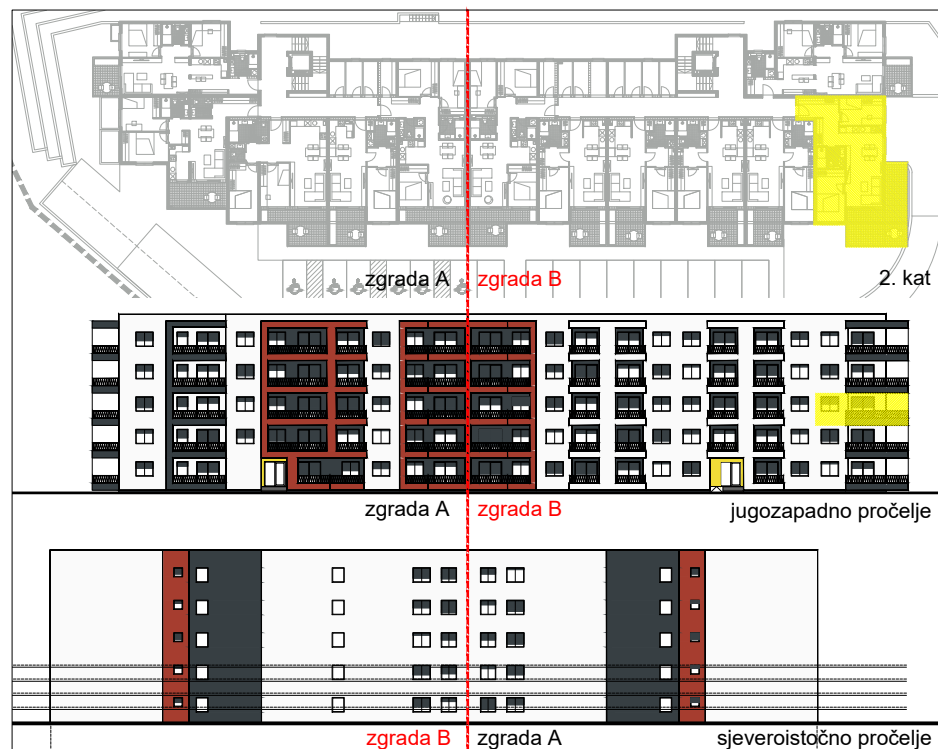 zgrada A zgrada B
2. kat
zgrada A zgrada B
jugozapadno pročelje
zgrada B zgrada A
sjeveroistočno pročelje